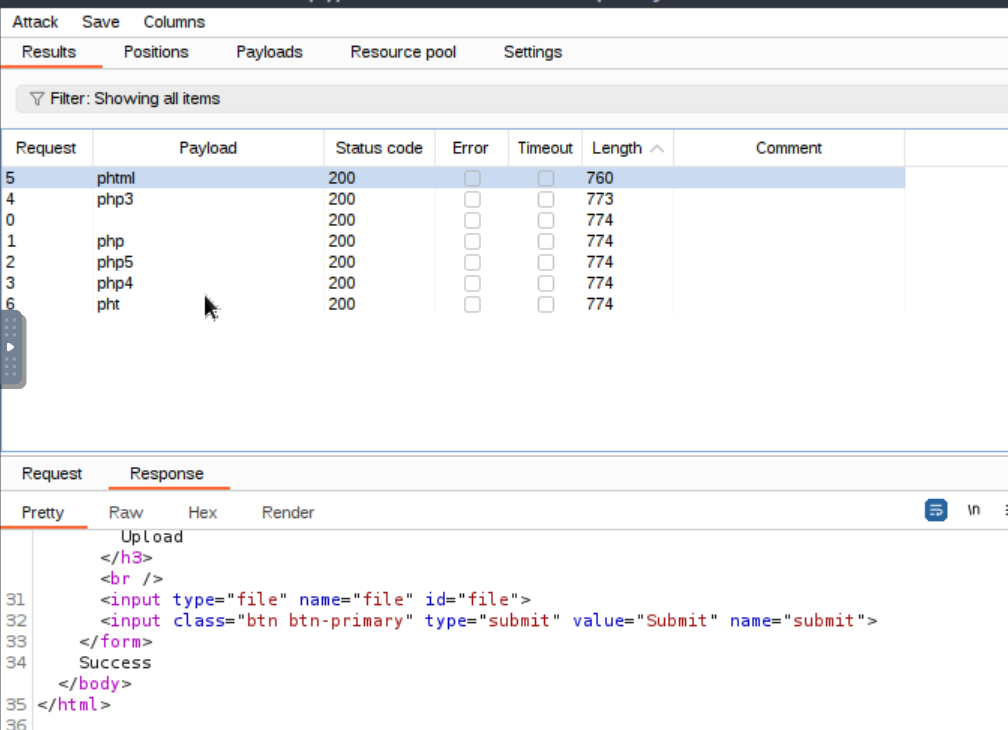 Attack Save Columns
Results Positions Payloads Resource pool Settings
Filter: Showing all items
Request Payload Status code Error Timeout Length Comment
5 phtml 200 760
4 php3 200 773
0 200 774
1 php 200 774
2 php5 200 774
3 php4 200 774
6 pht 200 774
Request Response
Pretty Raw Hex Render \n
Upload
</h3>
<br />
31 <input type="file" name="file" id="file">
32 <input class="btn btn-primary" type="submit" value="Submit" name="submit">
33 </form>
34 Success
</body>
35 </html>
36